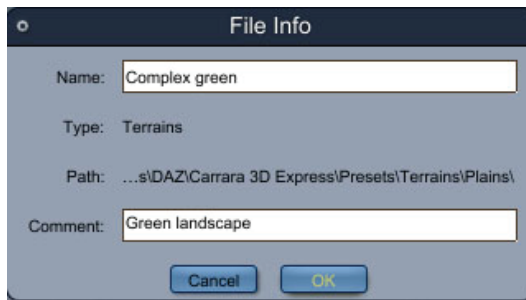 File Info
Name: Complex green
Type: Terrains
Path: ...s\DAZ\Carrara 3D Express\Presets\Terrains\Plains\
Comment: Green landscape
Cancel OK